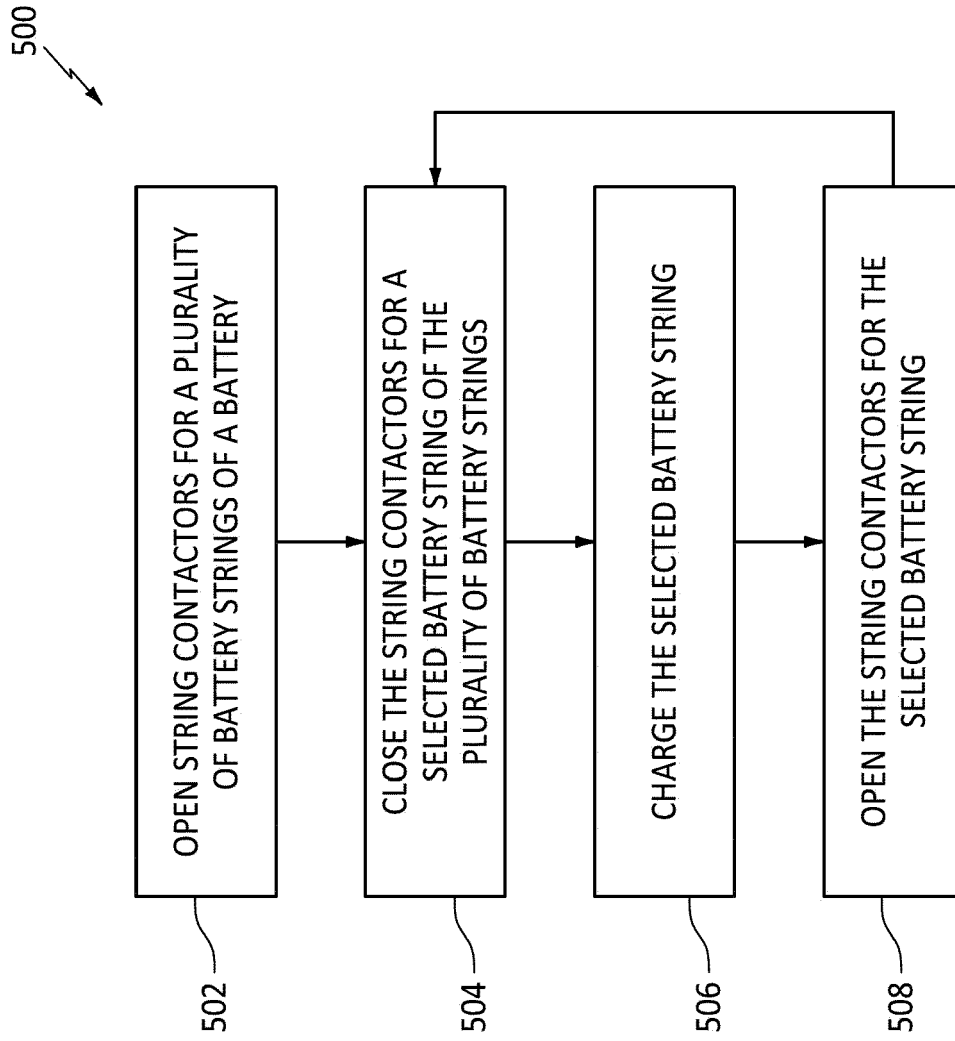 500
502
OPEN STRING CONTACTORS FOR A PLURALITY
OF BATTERY STRINGS OF A BATTERY
504
CLOSE THE STRING CONTACTORS FOR A
SELECTED BATTERY STRING OF THE
PLURALITY OF BATTERY STRINGS
506
CHARGE THE SELECTED BATTERY STRING
508
OPEN THE STRING CONTACTORS FOR THE
SELECTED BATTERY STRING